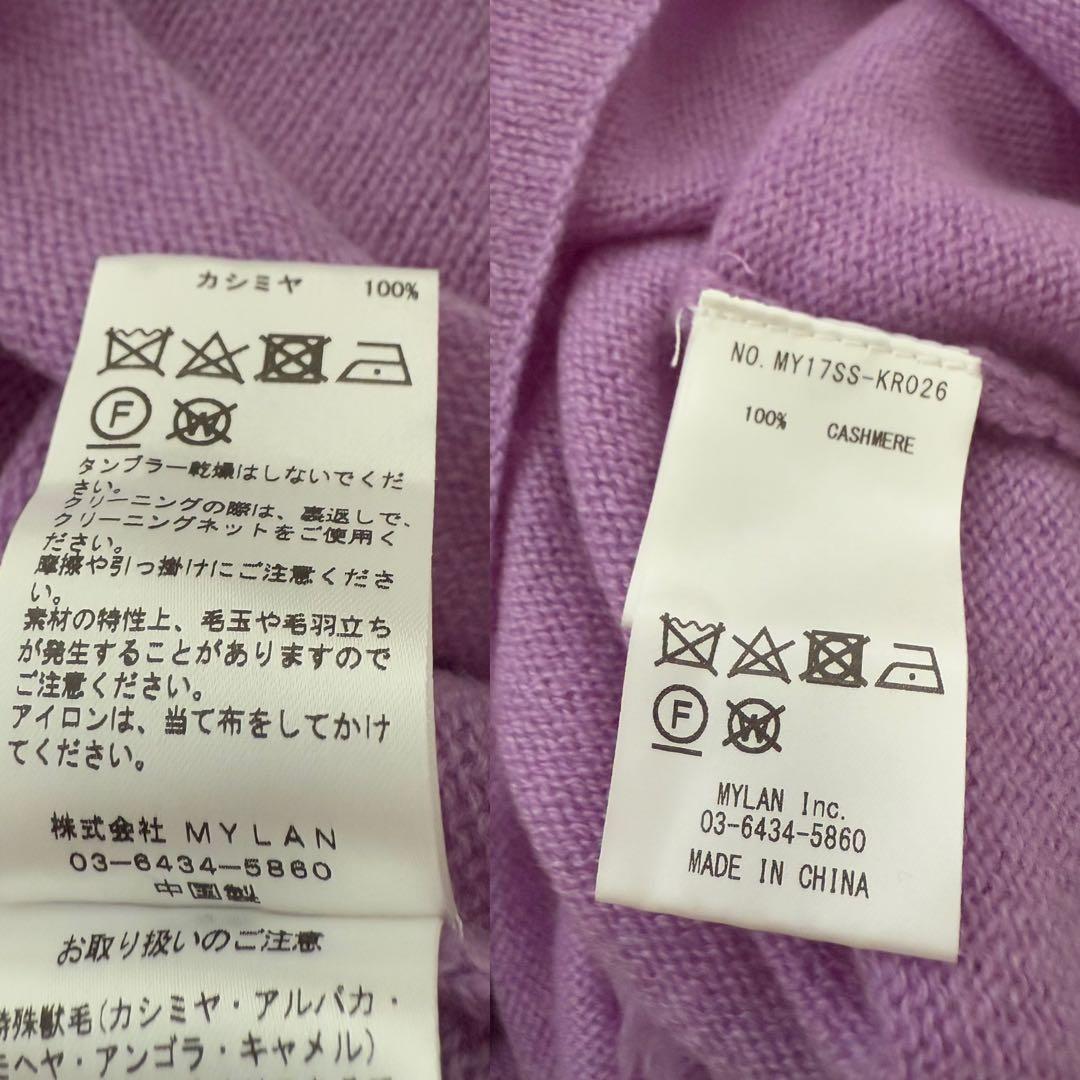 カシミヤ 100%
F W
タンブラー乾燥はしないでくだ
さい。
クリーニングの際は、裏返しで、
クリーニングネットをご使用く
ださい。
摩擦や引っ掛けにご注意くださ
い。
素材の特性上、毛玉や毛羽立ち
が発生することがありますので
ご注意ください。
アイロンは、当て布をしてかけ
てください。
株式会社 MYLAN
03-6434-5860
中国製
お取り扱いのご注意
特殊獣毛(カシミヤ・アルパカ・
モヘヤ・アンゴラ・キャメル)
NO. MY17SS-KR026
100% CASHMERE
F W
MYLAN Inc.
03-6434-5860
MADE IN CHINA